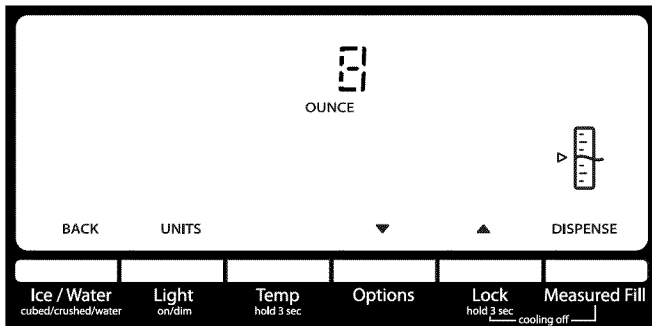 8
OUNCE
BACK UNITS ▼ ▲ DISPENSE
Ice / Water Light Temp Options Lock Measured Fill
cubed/crushed/water on/dim hold 3 sec hold 3 sec
cooling off